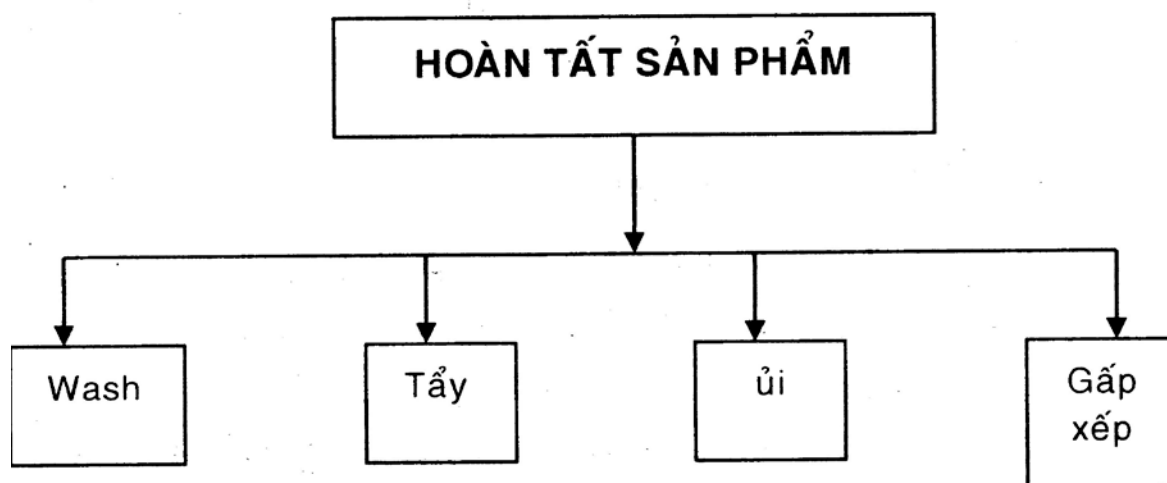 HOÀN TẤT SẢN PHẨM
Wash
Tẩy
ủi
Gấp
xếp